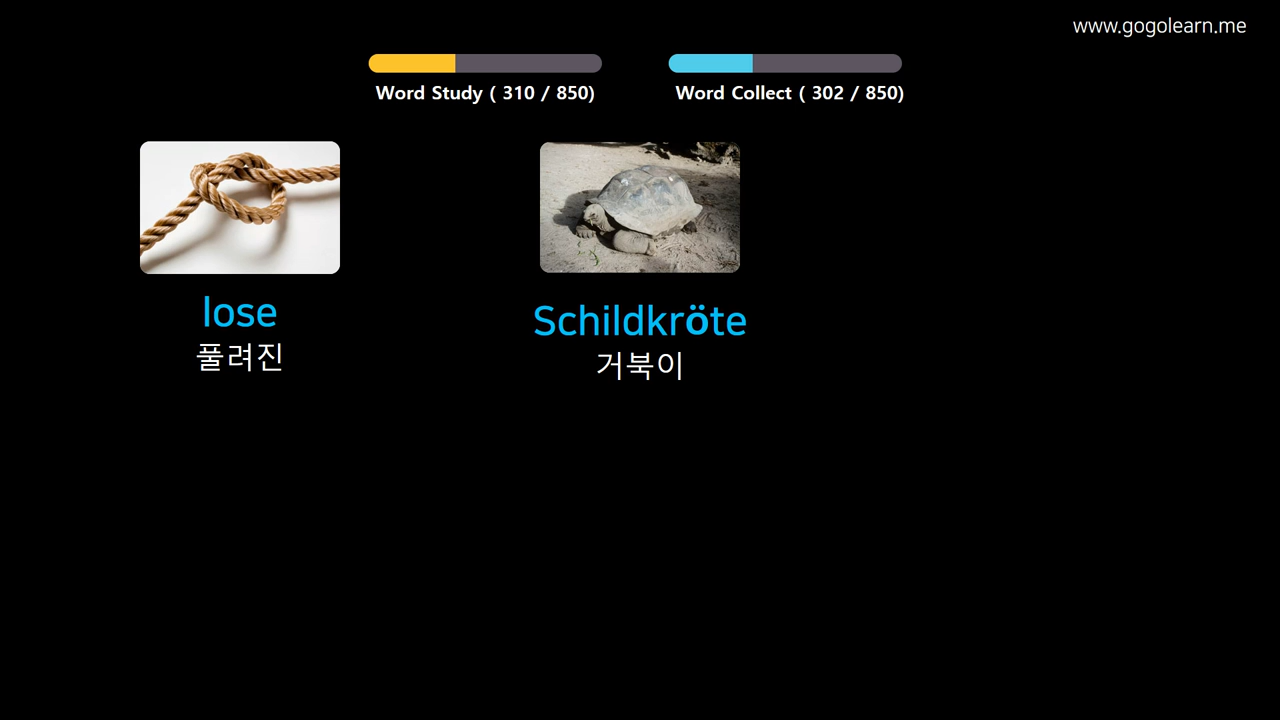 www.gogolearn.me
Word Study ( 310 / 850)
Word Collect ( 302 / 850)
lose
풀려진
Schildkröte
거북이